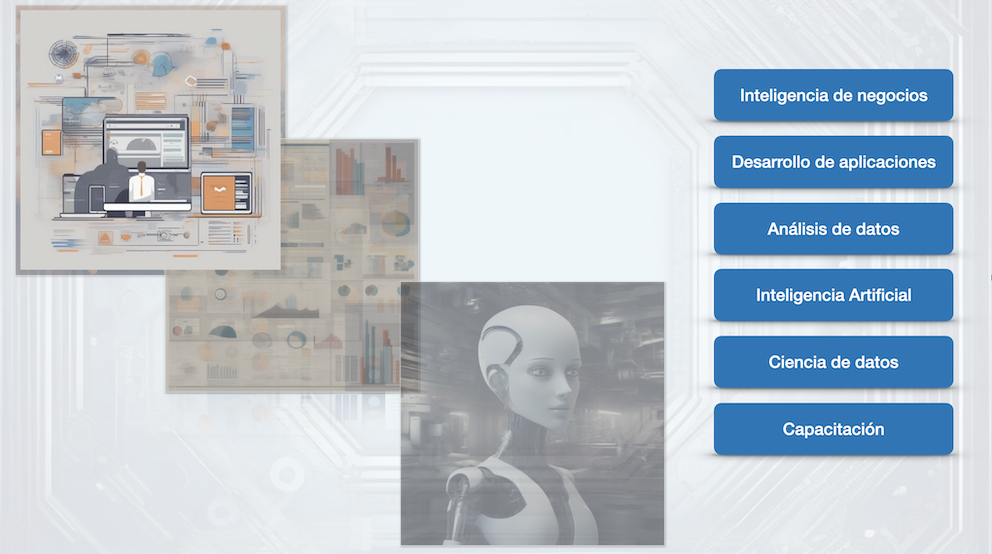 Inteligencia de negocios
Desarrollo de aplicaciones
Análisis de datos
Inteligencia Artificial
Ciencia de datos
Capacitación